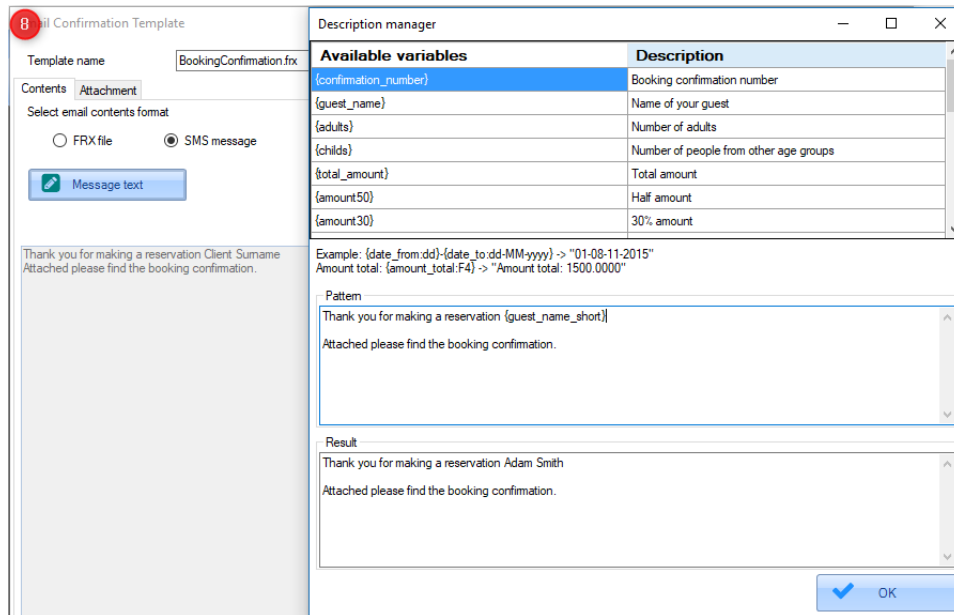 8
il Confirmation Template
Template name
BookingConfirmation.frx
Contents
Attachment
Select email contents format
FRX file
SMS message
Message text
Thank you for making a reservation Client Surname
Attached please find the booking confirmation.
Description manager
Available variables Description
{confirmation_number} Booking confirmation number
{guest_name} Name of your guest
{adults} Number of adults
{childs} Number of people from other age groups
{total_amount} Total amount
{amount50} Half amount
{amount30} 30% amount
Example: {date_from:dd}-{date_to:dd-MM-yyyy} -> "01-08-11-2015"
Amount total: {amount_total:F4} -> "Amount total: 1500.0000"
Pattern
Thank you for making a reservation {guest_name_short}
Attached please find the booking confirmation.
Result
Thank you for making a reservation Adam Smith
Attached please find the booking confirmation.
OK